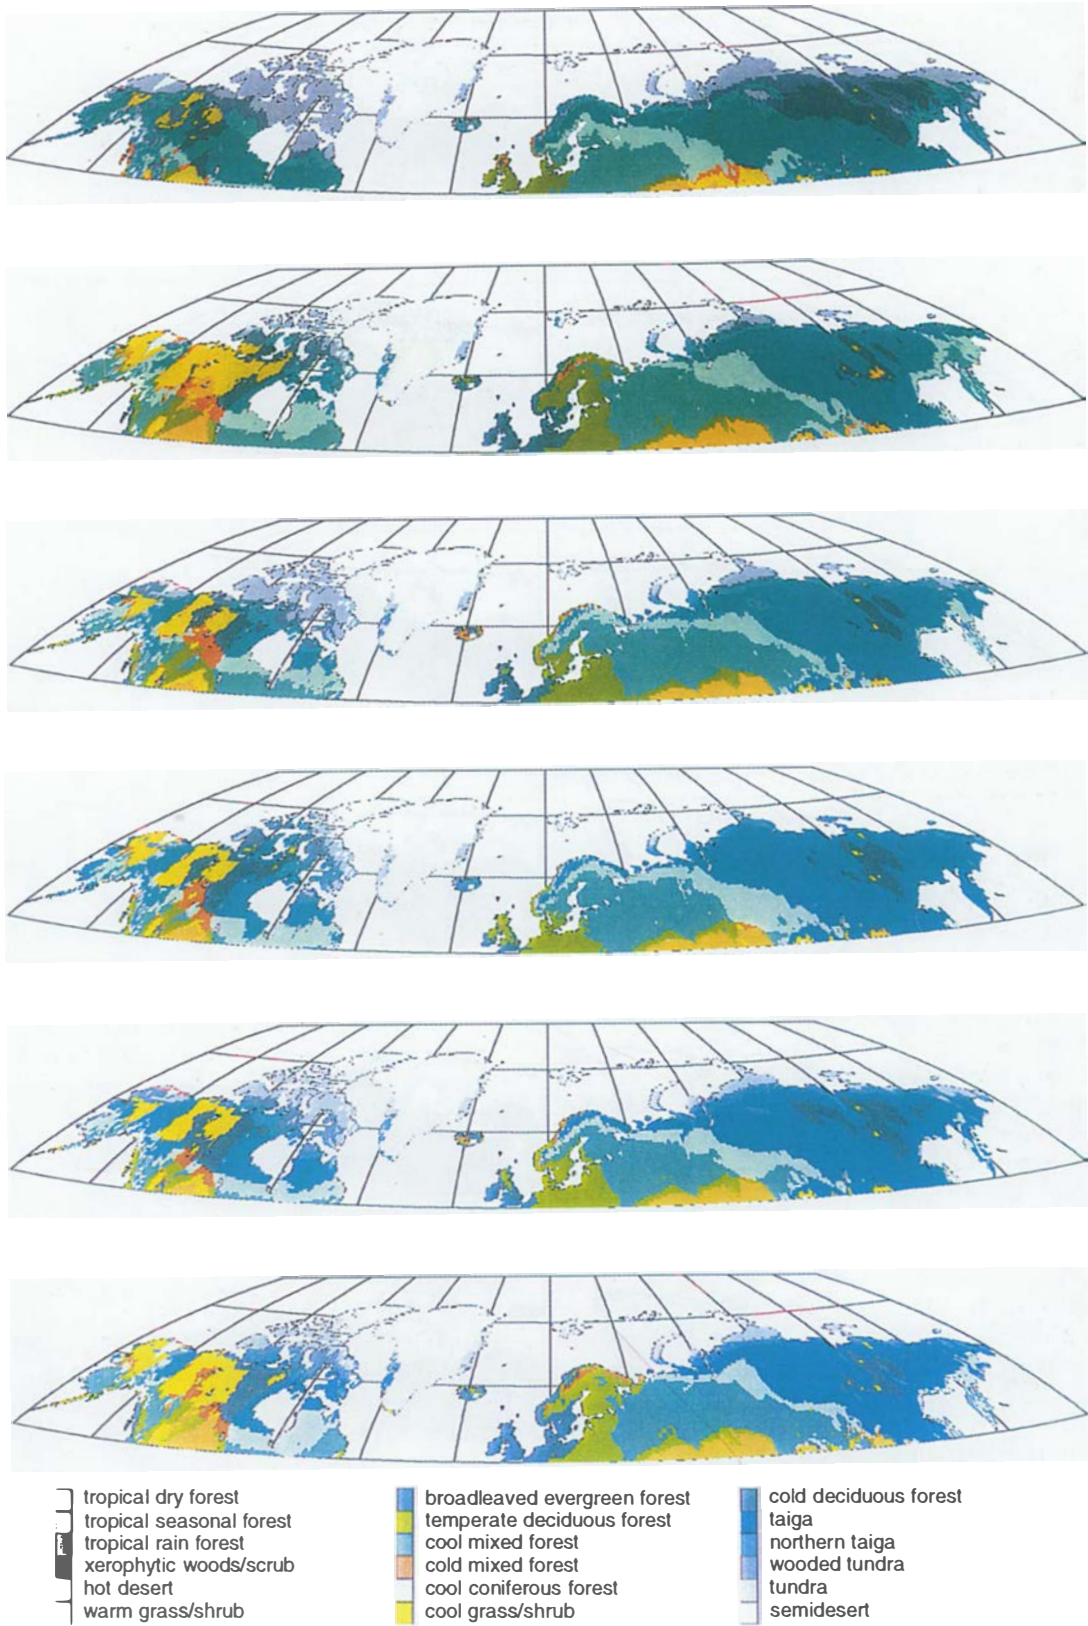 tropical dry forest
tropical seasonal forest
tropical rain forest
xerophytic woods/scrub
hot desert
warm grass/shrub
broadleaved evergreen forest
temperate deciduous forest
cool mixed forest
cold mixed forest
cool coniferous forest
cool grass/shrub
cold deciduous forest
taiga
northern taiga
wooded tundra
tundra
semidesert